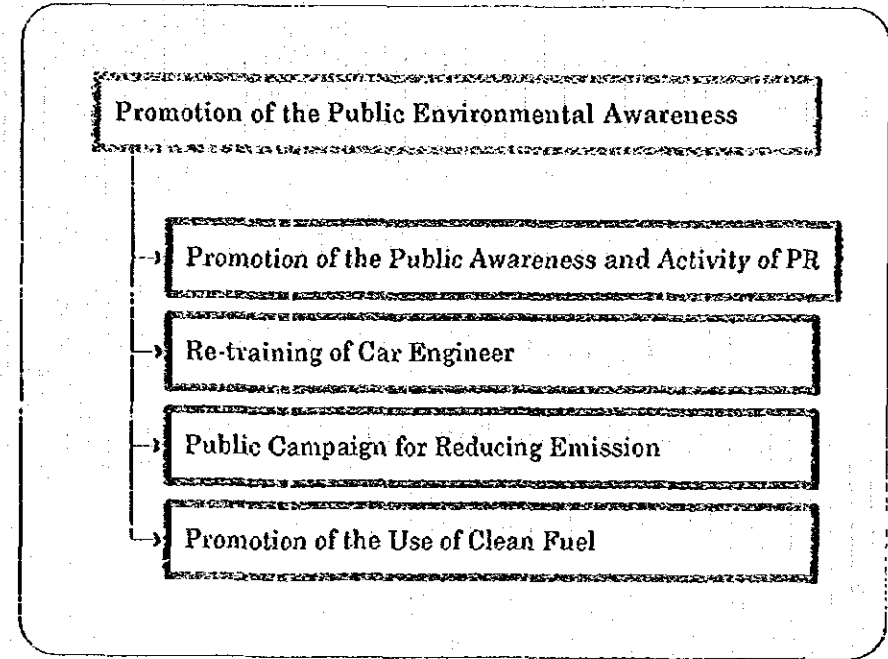 Promotion of the Public Environmental Awareness
Promotion of the Public Awareness and Activity of PR
Re-training of Car Engineer
Public Campaign for Reducing Emission
Promotion of the Use of Clean Fuel